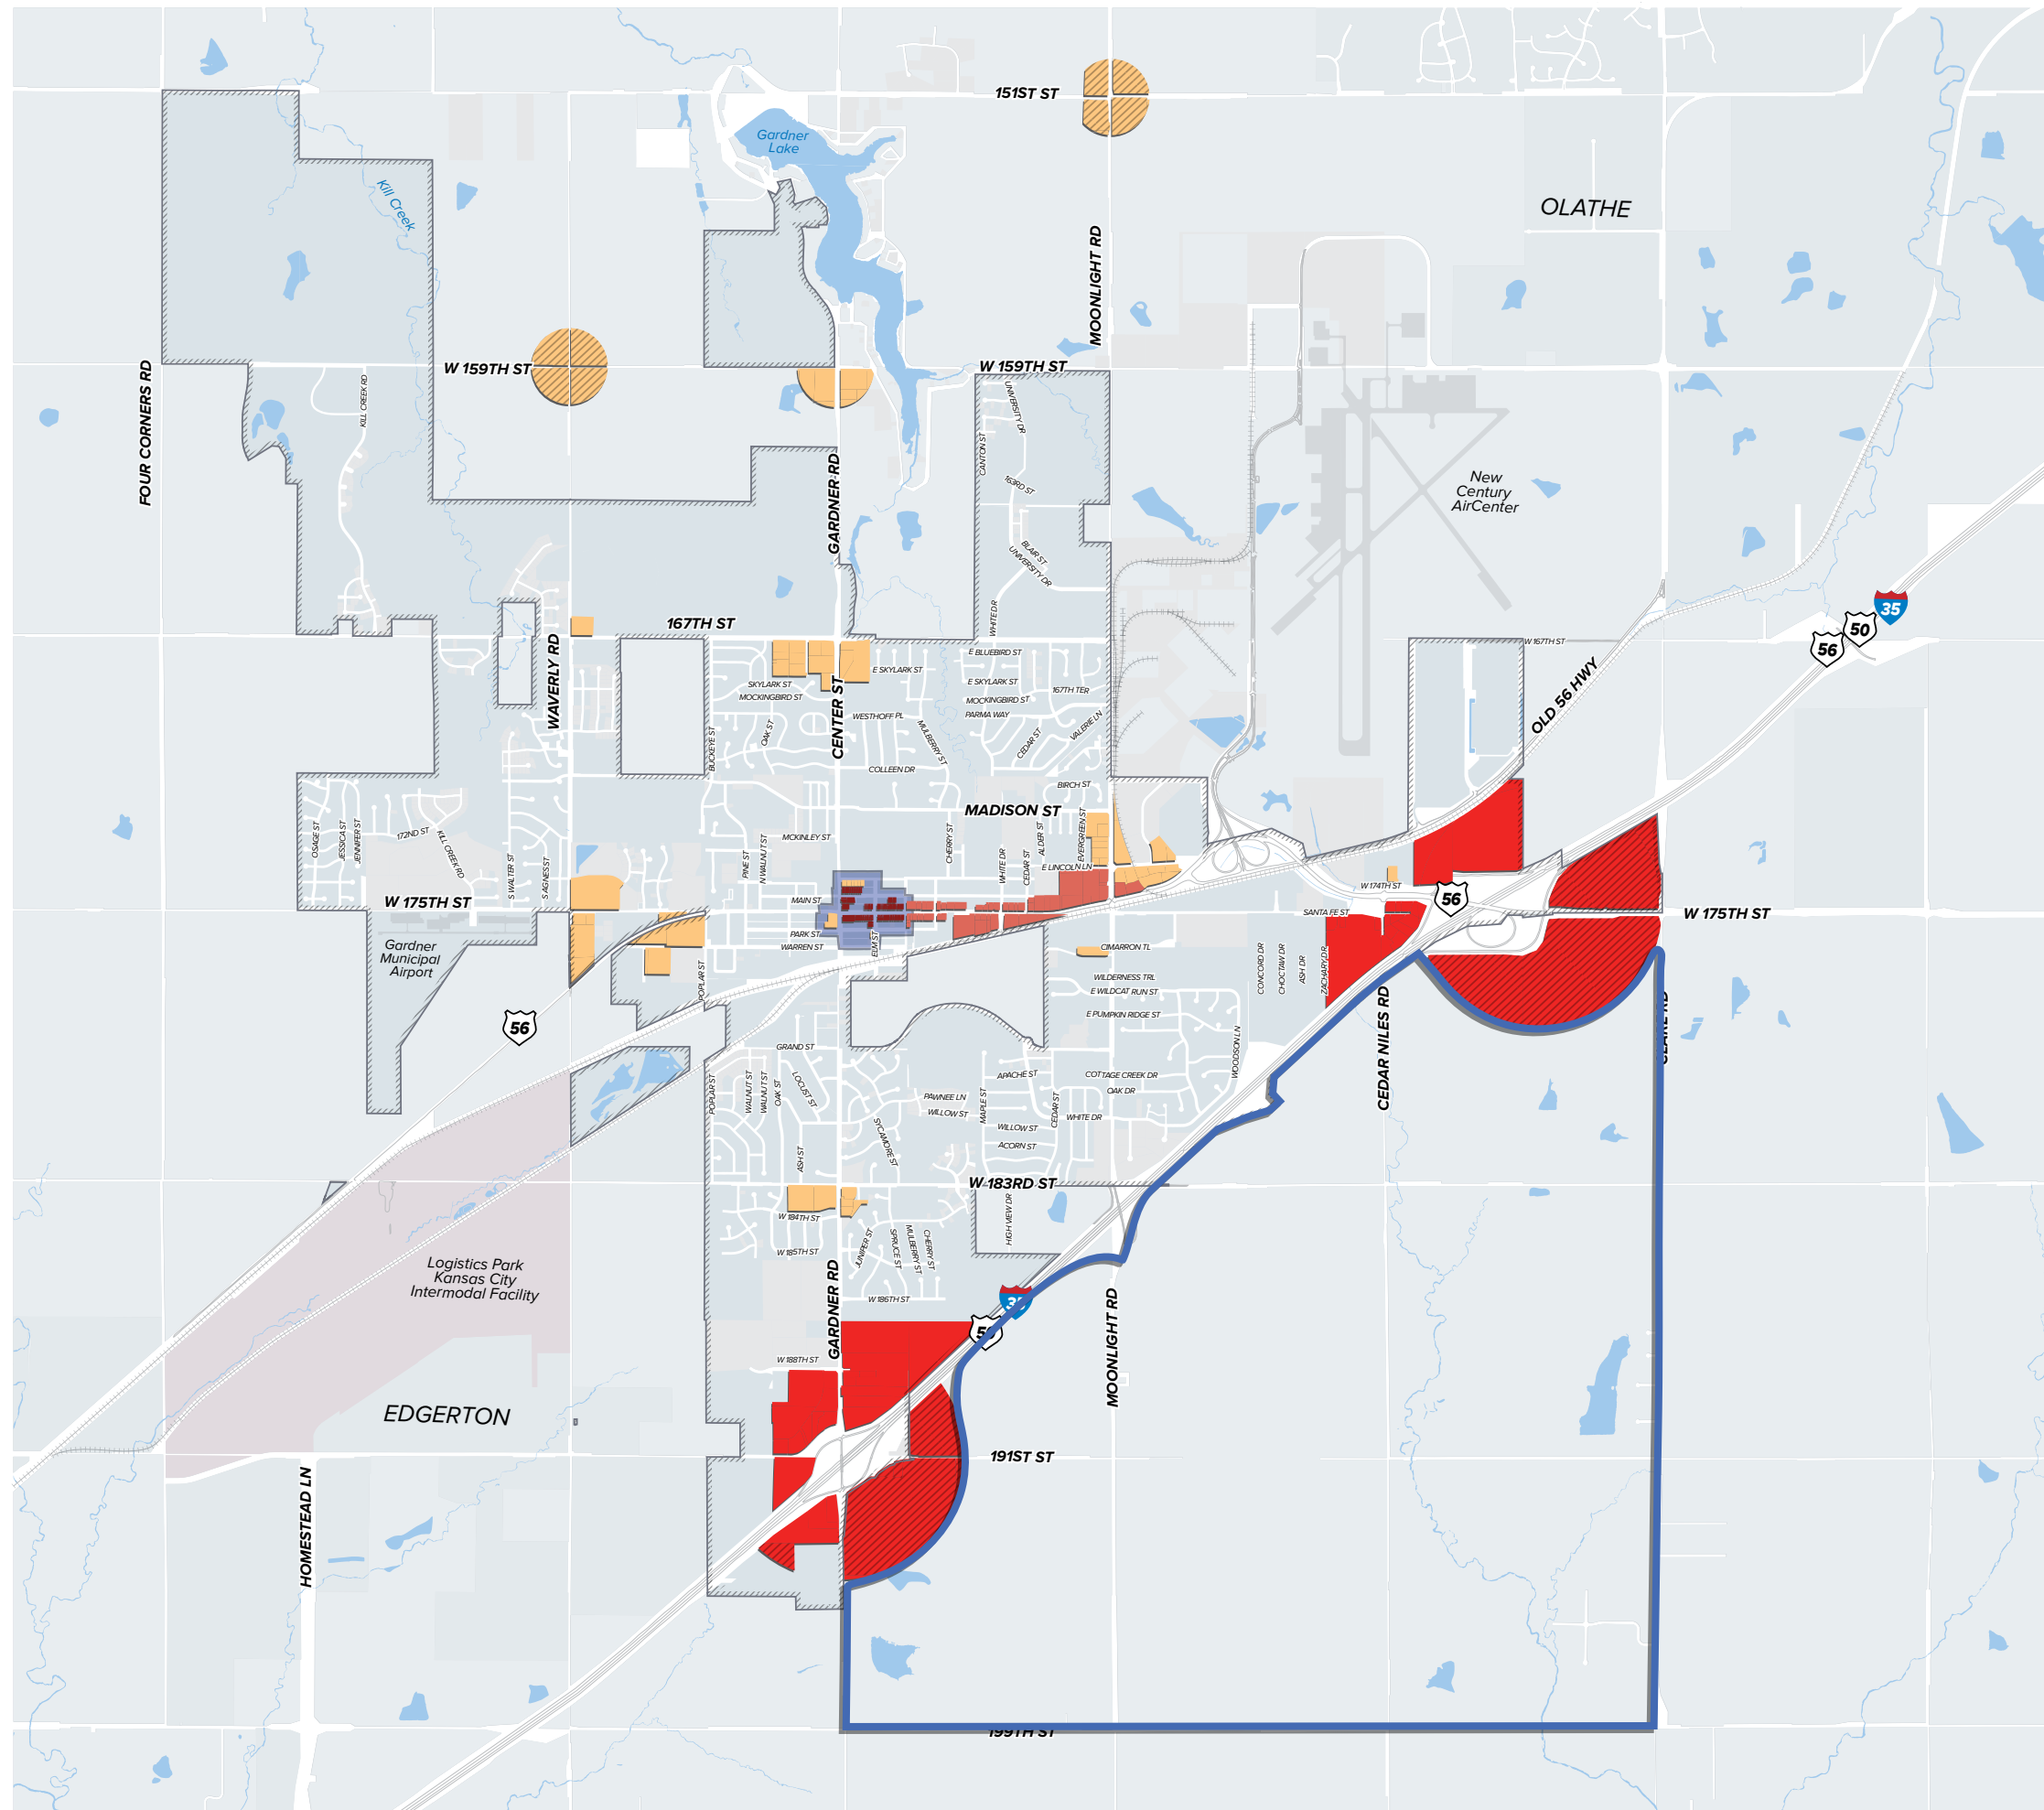 151ST ST
Gardner
Lake
Kill Creek
OLATHE
MOONLIGHT RD
FOUR CORNERS RD
W 159TH ST
W 159TH ST
KILL CREEK RD
UNIVERSITY DR
CANTON ST
163RD ST
BLAIR ST
UNIVERSITY DR
GARDNER RD
New
Century
AirCenter
WHITE DR
35
50
56
167TH ST
W 167TH ST
WAVERLY RD
E BLUEBIRD ST
E SKYLARK ST
SKYLARK ST
E SKYLARK ST
167TH TER
MOCKINGBIRD ST
MOCKINGBIRD ST
PARMA WAY
WESTHOFF PL
OAK ST
MULBERRY ST
CEDAR ST
VALERIE LN
BUCKEYE ST
CENTER ST
OLD 56 HWY
COLLEEN DR
BIRCH ST
MADISON ST
OSAGE ST
JESSICA ST
JENNIFER ST
172ND ST
KILL CREEK RD
MCKINLEY ST
PINE ST
N WALNUT ST
CHERRY ST
WHITE DR
CEDAR ST
ALDER ST
EVERGREEN ST
E LINCOLN LN
S WALTER ST
S AGNES ST
W 174TH ST
56
W 175TH ST
MAIN ST
SANTA FE ST
W 175TH ST
PARK ST
WARREN ST
ELM ST
CIMARRON TL
Gardner
Municipal
Airport
POPLAR ST
WILDERNESS TRL
E WILDCAT RUN ST
CONCORD DR
CHOCTAW DR
ASH DR
ZACHARY DR
E PUMPKIN RIDGE ST
56
CEDAR NILES RD
WOODSON LN
GRAND ST
APACHE ST
COTTAGE CREEK DR
OAK DR
POPLAR ST
WALNUT ST
WALNUT ST
OAK ST
LOCUST ST
PAWNEE LN
WILLOW ST
MAPLE ST
CEDAR ST
WHITE DR
WILLOW ST
ACORN ST
SYCAMORE ST
ASH ST
W 183RD ST
W 184TH ST
HIGH VIEW DR
W 185TH ST
JUNIPER ST
SPRUCE ST
MULBERRY ST
CHERRY ST
Logistics Park
Kansas City
Intermodal Facility
W 186TH ST
GARDNER RD
MOONLIGHT RD
W 188TH ST
EDGERTON
191ST ST
HOMESTEAD LN
199TH ST